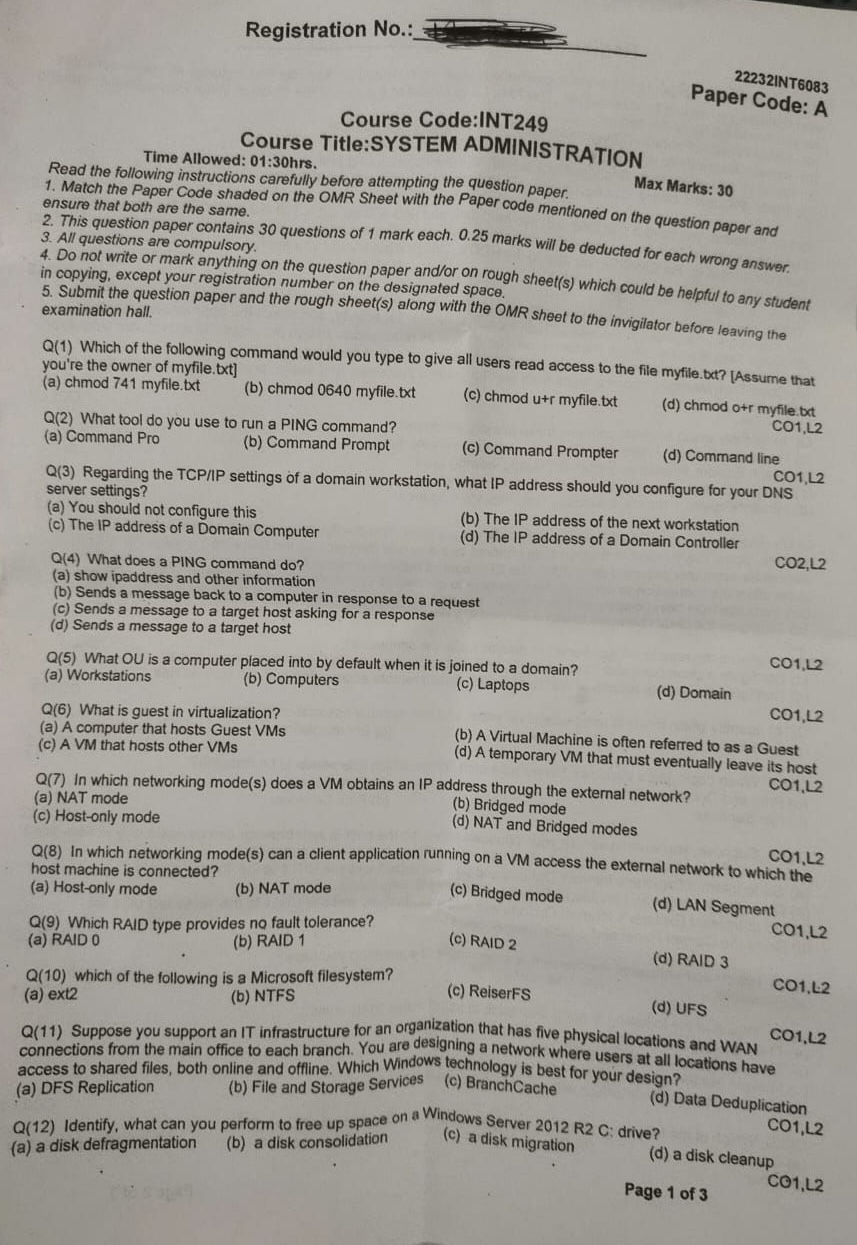 Registration No.:
22232INT6083
Paper Code: A
Course Code:INT249
Course Title:SYSTEM ADMINISTRATION
Time Allowed: 01:30hrs.
Max Marks: 30
Read the following instructions carefully before attempting the question paper.
1. Match the Paper Code shaded on the OMR Sheet with the Paper code mentioned on the question paper and
ensure that both are the same.
2. This question paper contains 30 questions of 1 mark each. 0.25 marks will be deducted for each wrong answer.
3. All questions are compulsory.
4. Do not write or mark anything on the question paper and/or on rough sheet(s) which could be helpful to any student
in copying, except your registration number on the designated space.
5. Submit the question paper and the rough sheet(s) along with the OMR sheet to the invigilator before leaving the
examination hall.
Q(1) Which of the following command would you type to give all users read access to the file myfile.txt? [Assume that
you're the owner of myfile.txt]
(a) chmod 741 myfile.txt (b) chmod 0640 myfile.txt (c) chmod u+r myfile.txt (d) chmod o+r myfile.txt
CO1,L2
Q(2) What tool do you use to run a PING command?
(a) Command Pro (b) Command Prompt (c) Command Prompter (d) Command line
CO1,L2
Q(3) Regarding the TCP/IP settings of a domain workstation, what IP address should you configure for your DNS
server settings?
(a) You should not configure this (b) The IP address of the next workstation
(c) The IP address of a Domain Computer (d) The IP address of a Domain Controller
CO2,L2
Q(4) What does a PING command do?
(a) show ipaddress and other information
(b) Sends a message back to a computer in response to a request
(c) Sends a message to a target host asking for a response
(d) Sends a message to a target host
CO1,L2
Q(5) What OU is a computer placed into by default when it is joined to a domain?
(a) Workstations (b) Computers (c) Laptops (d) Domain
CO1,L2
Q(6) What is guest in virtualization?
(a) A computer that hosts Guest VMs (b) A Virtual Machine is often referred to as a Guest
(c) A VM that hosts other VMs (d) A temporary VM that must eventually leave its host
CO1,L2
Q(7) In which networking mode(s) does a VM obtains an IP address through the external network?
(a) NAT mode (b) Bridged mode
(c) Host-only mode (d) NAT and Bridged modes
CO1,L2
Q(8) In which networking mode(s) can a client application running on a VM access the external network to which the
host machine is connected?
(a) Host-only mode (b) NAT mode (c) Bridged mode (d) LAN Segment
CO1,L2
Q(9) Which RAID type provides no fault tolerance?
(a) RAID 0 (b) RAID 1 (c) RAID 2 (d) RAID 3
CO1,L2
Q(10) which of the following is a Microsoft filesystem?
(a) ext2 (b) NTFS (c) ReiserFS (d) UFS
CO1,L2
Q(11) Suppose you support an IT infrastructure for an organization that has five physical locations and WAN
connections from the main office to each branch. You are designing a network where users at all locations have
access to shared files, both online and offline. Which Windows technology is best for your design?
(a) DFS Replication (b) File and Storage Services (c) BranchCache (d) Data Deduplication
CO1,L2
Q(12) Identify, what can you perform to free up space on a Windows Server 2012 R2 C: drive?
(a) a disk defragmentation (b) a disk consolidation (c) a disk migration (d) a disk cleanup
CO1,L2
Page 1 of 3